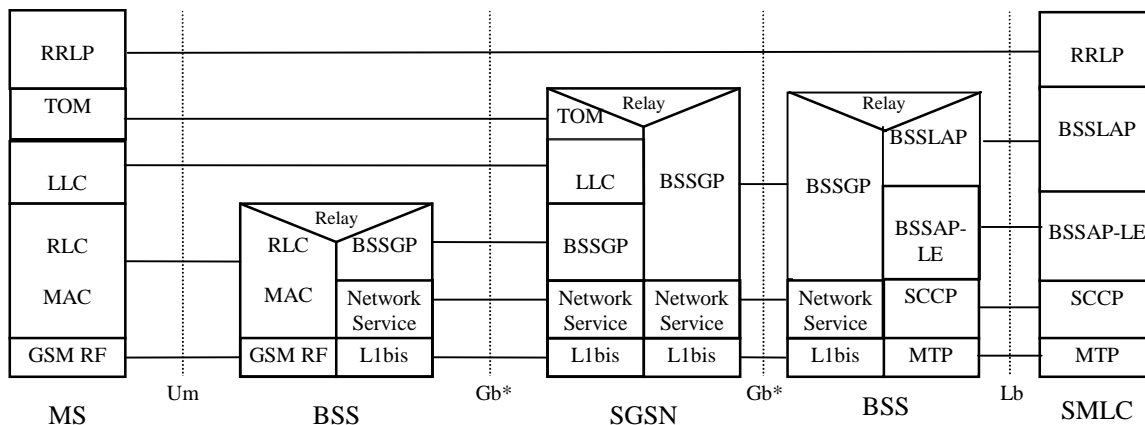 RRLP
TOM
LLC
RLC
MAC
GSM RF
MS
Um
Relay
RLC
MAC
GSM RF
BSSGP
Network
Service
L1bis
BSS
Gb*
Relay
TOM
LLC
BSSGP
Network
Service
L1bis
BSSGP
Network
Service
L1bis
SGSN
Gb*
Relay
BSSGP
Network
Service
L1bis
BSSLAP
BSSAP-
LE
SCCP
MTP
BSS
Lb
RRLP
BSSLAP
BSSAP-LE
SCCP
MTP
SMLC